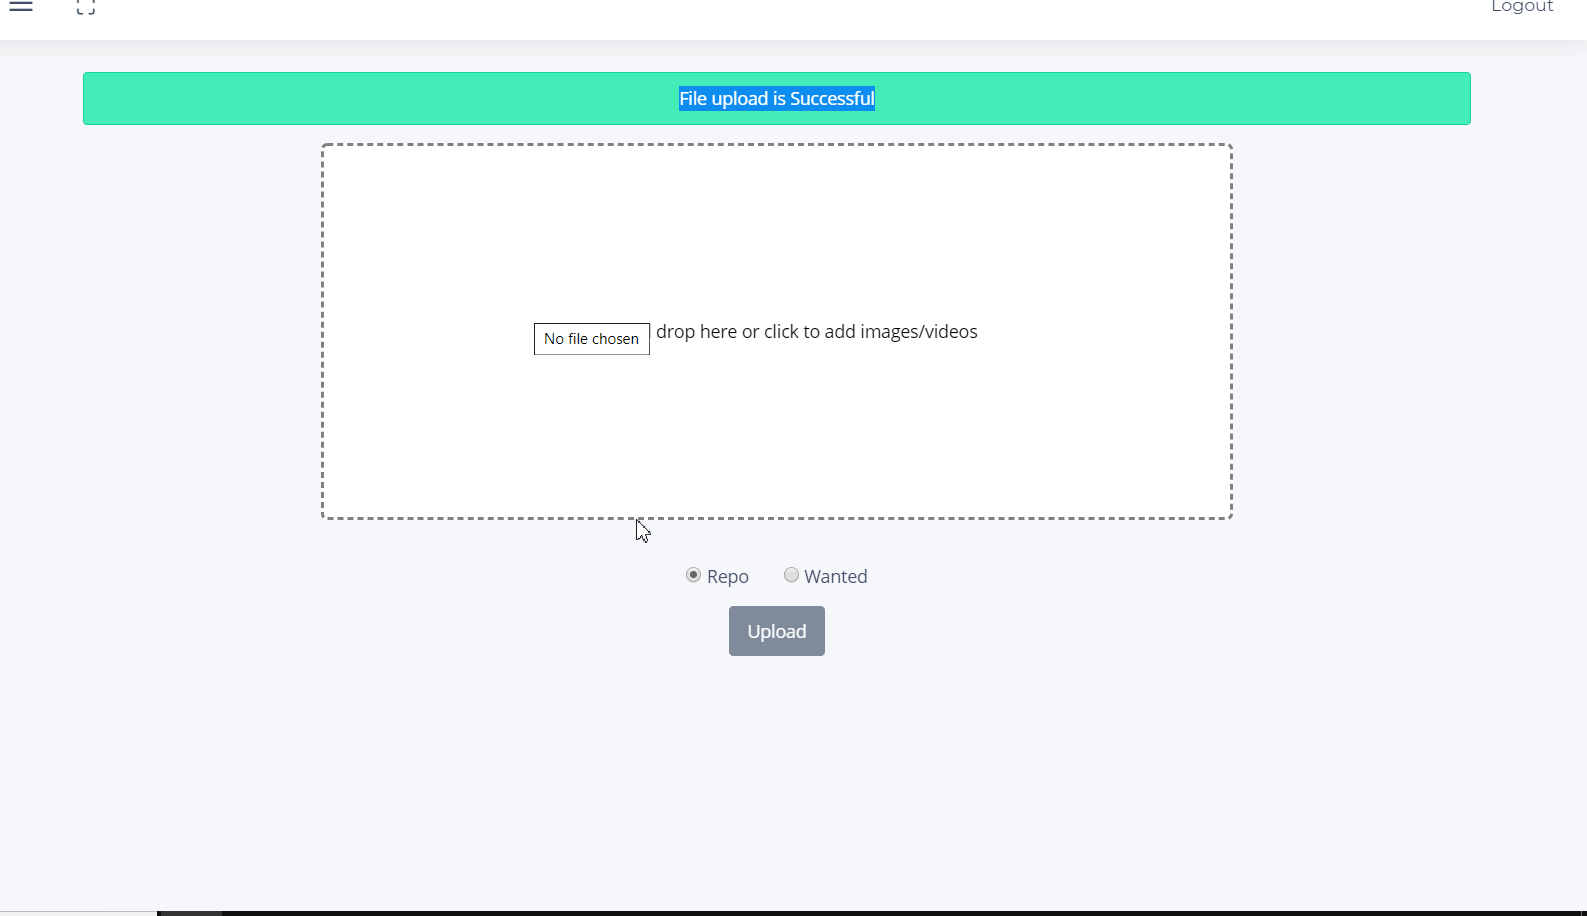 Logout
File upload is Successful
No file chosen drop here or click to add images/videos
Repo Wanted
Upload